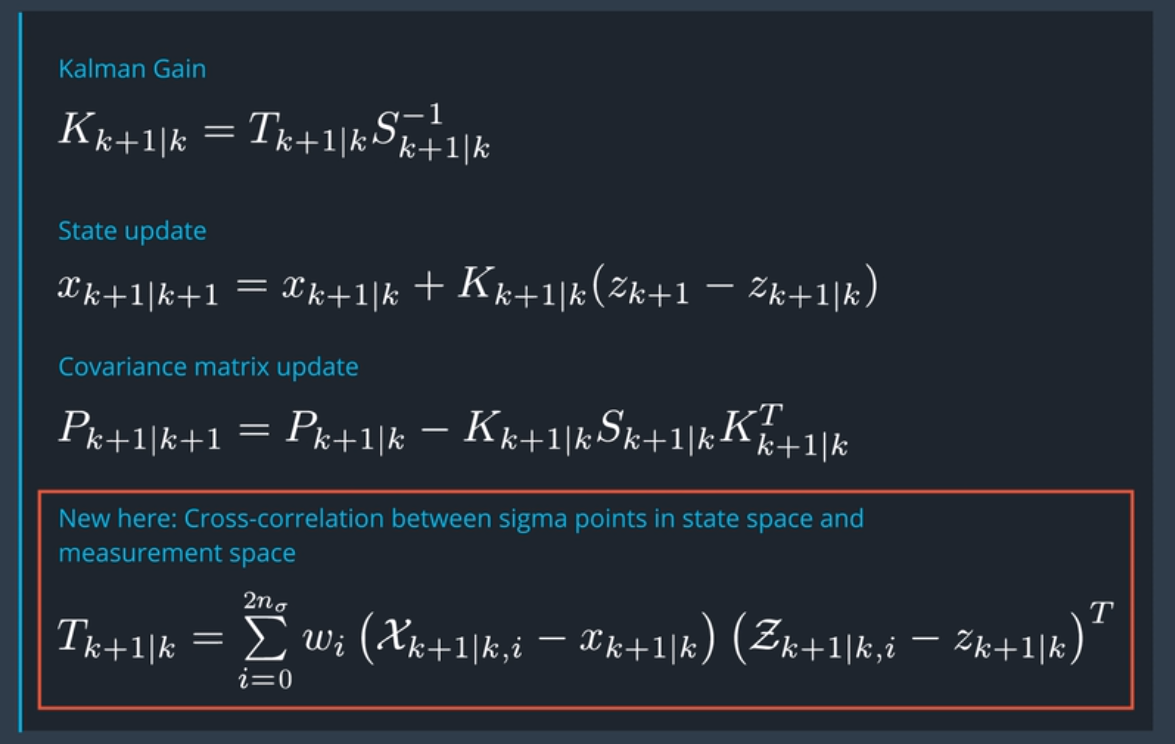 Kalman Gain
$K_{k+1|k} = T_{k+1|k} S_{k+1|k}^{-1}$
State update
$x_{k+1|k+1} = x_{k+1|k} + K_{k+1|k}(z_{k+1} - z_{k+1|k})$
Covariance matrix update
$P_{k+1|k+1} = P_{k+1|k} - K_{k+1|k} S_{k+1|k} K_{k+1|k}^{T}$
New here: Cross-correlation between sigma points in state space and
measurement space
$T_{k+1|k} = \sum_{i=0}^{2n_\sigma} w_i \left(\mathcal{X}_{k+1|k,i} - x_{k+1|k}\right) \left(\mathcal{Z}_{k+1|k,i} - z_{k+1|k}\right)^T$